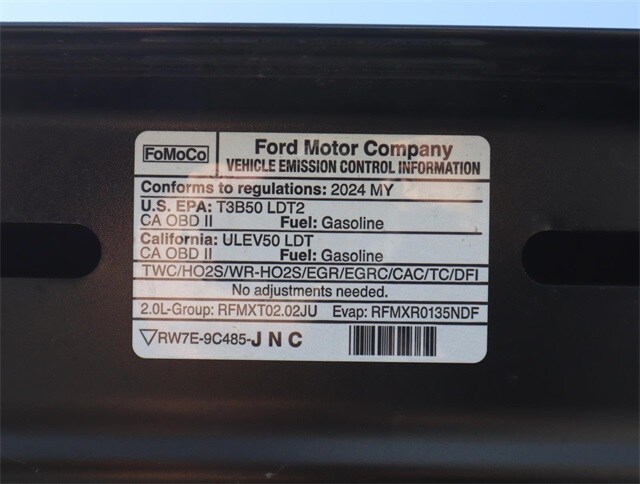 FoMoCo
Ford Motor Company
VEHICLE EMISSION CONTROL INFORMATION
Conforms to regulations: 2024 MY
U.S. EPA: T3B50 LDT2
CA OBD II Fuel: Gasoline
California: ULEV50 LDT
CA OBD II Fuel: Gasoline
TWC/HO2S/WR-HO2S/EGR/EGRC/CAC/TC/DFI
No adjustments needed.
2.0L-Group: RFMXT02.02JU Evap: RFMXR0135NDF
RW7E-9C485-J N C